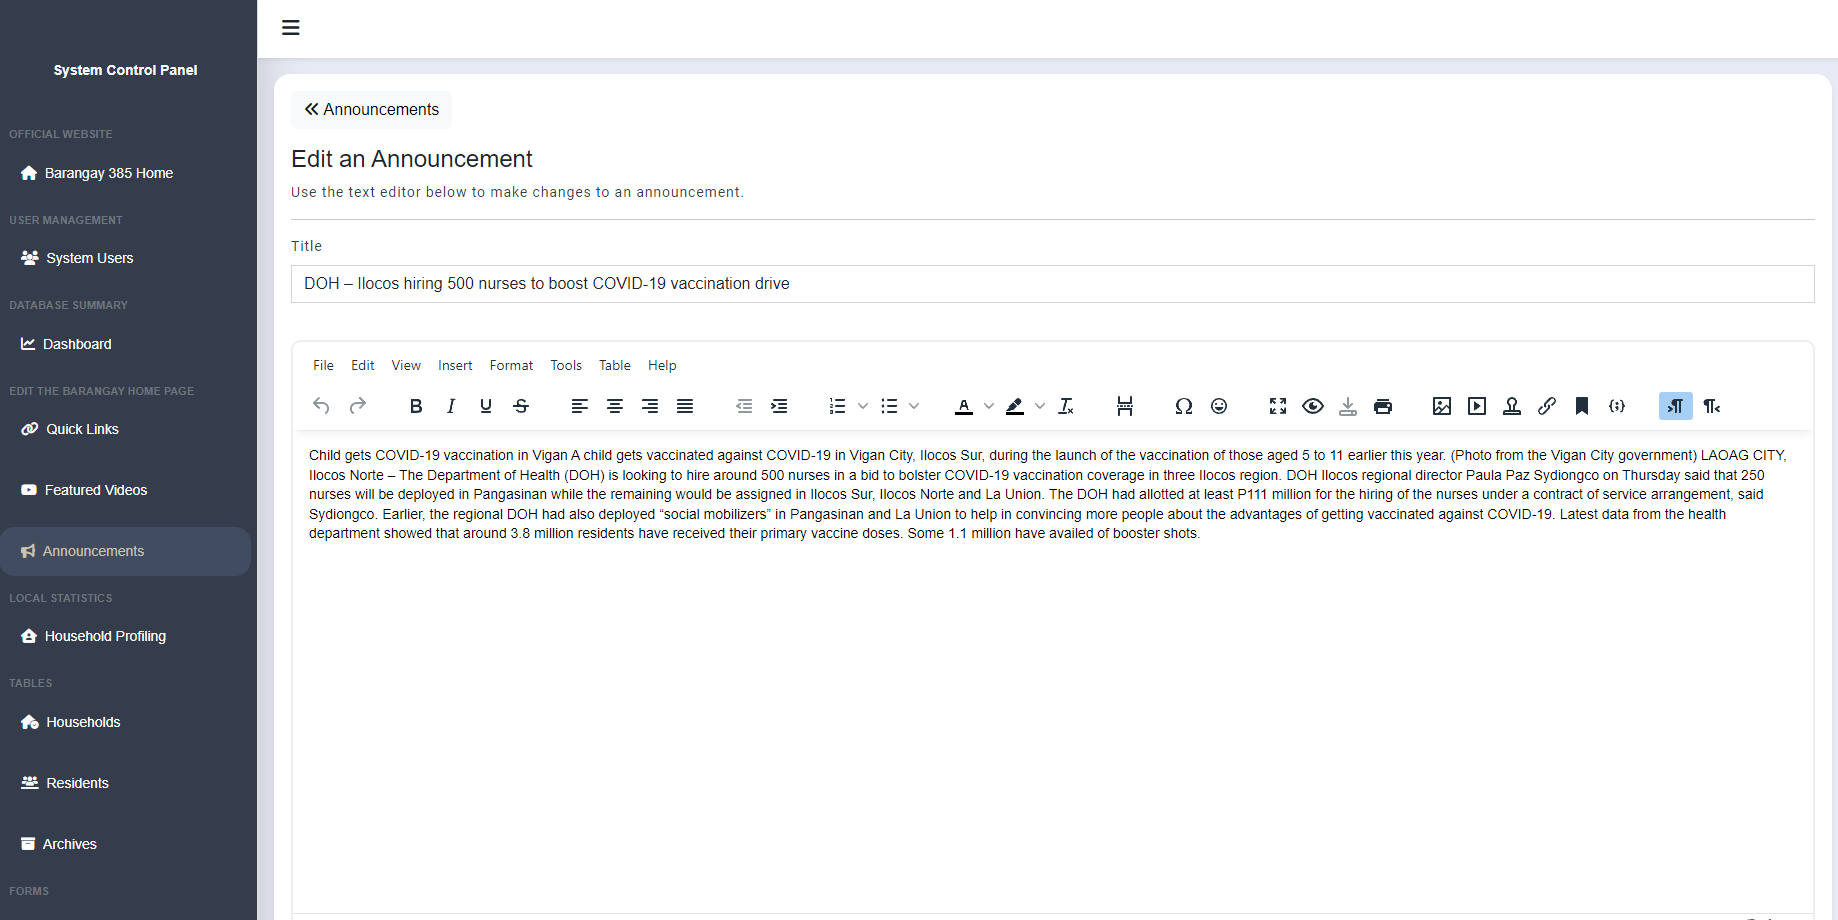 System Control Panel
OFFICIAL WEBSITE
Barangay 385 Home
USER MANAGEMENT
System Users
DATABASE SUMMARY
Dashboard
EDIT THE BARANGAY HOME PAGE
Quick Links
Featured Videos
Announcements
LOCAL STATISTICS
Household Profiling
TABLES
Households
Residents
Archives
FORMS
Announcements
Edit an Announcement
Use the text editor below to make changes to an announcement.
Title
DOH – Ilocos hiring 500 nurses to boost COVID-19 vaccination drive
File Edit View Insert Format Tools Table Help
Child gets COVID-19 vaccination in Vigan A child gets vaccinated against COVID-19 in Vigan City, Ilocos Sur, during the launch of the vaccination of those aged 5 to 11 earlier this year. (Photo from the Vigan City government) LAOAG CITY,
Ilocos Norte – The Department of Health (DOH) is looking to hire around 500 nurses in a bid to bolster COVID-19 vaccination coverage in three Ilocos region. DOH Ilocos regional director Paula Paz Sydiongco on Thursday said that 250
nurses will be deployed in Pangasinan while the remaining would be assigned in Ilocos Sur, Ilocos Norte and La Union. The DOH had allotted at least P111 million for the hiring of the nurses under a contract of service arrangement, said
Sydiongco. Earlier, the regional DOH had also deployed “social mobilizers” in Pangasinan and La Union to help in convincing more people about the advantages of getting vaccinated against COVID-19. Latest data from the health
department showed that around 3.8 million residents have received their primary vaccine doses. Some 1.1 million have availed of booster shots.